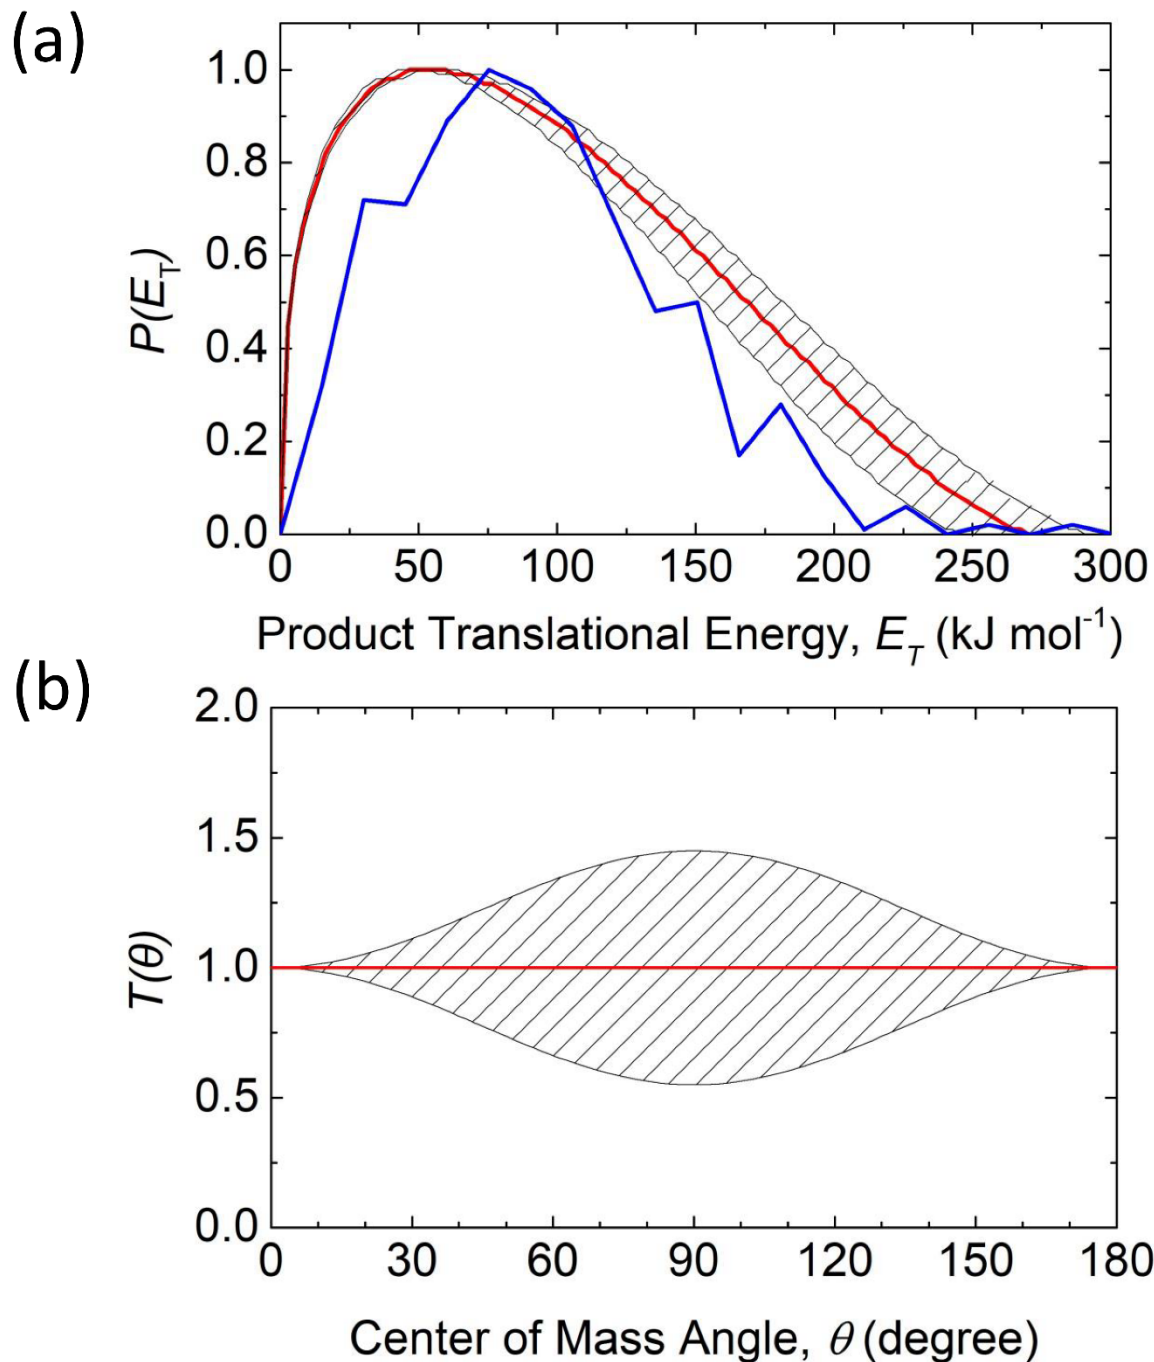 (a)
1.0
0.8
0.6
0.4
0.2
0.0
P(E_T)
0 50 100 150 200 250 300
Product Translational Energy, E_T (kJ mol⁻¹)
(b)
2.0
1.5
1.0
0.5
0.0
T(θ)
0 30 60 90 120 150 180
Center of Mass Angle, θ (degree)